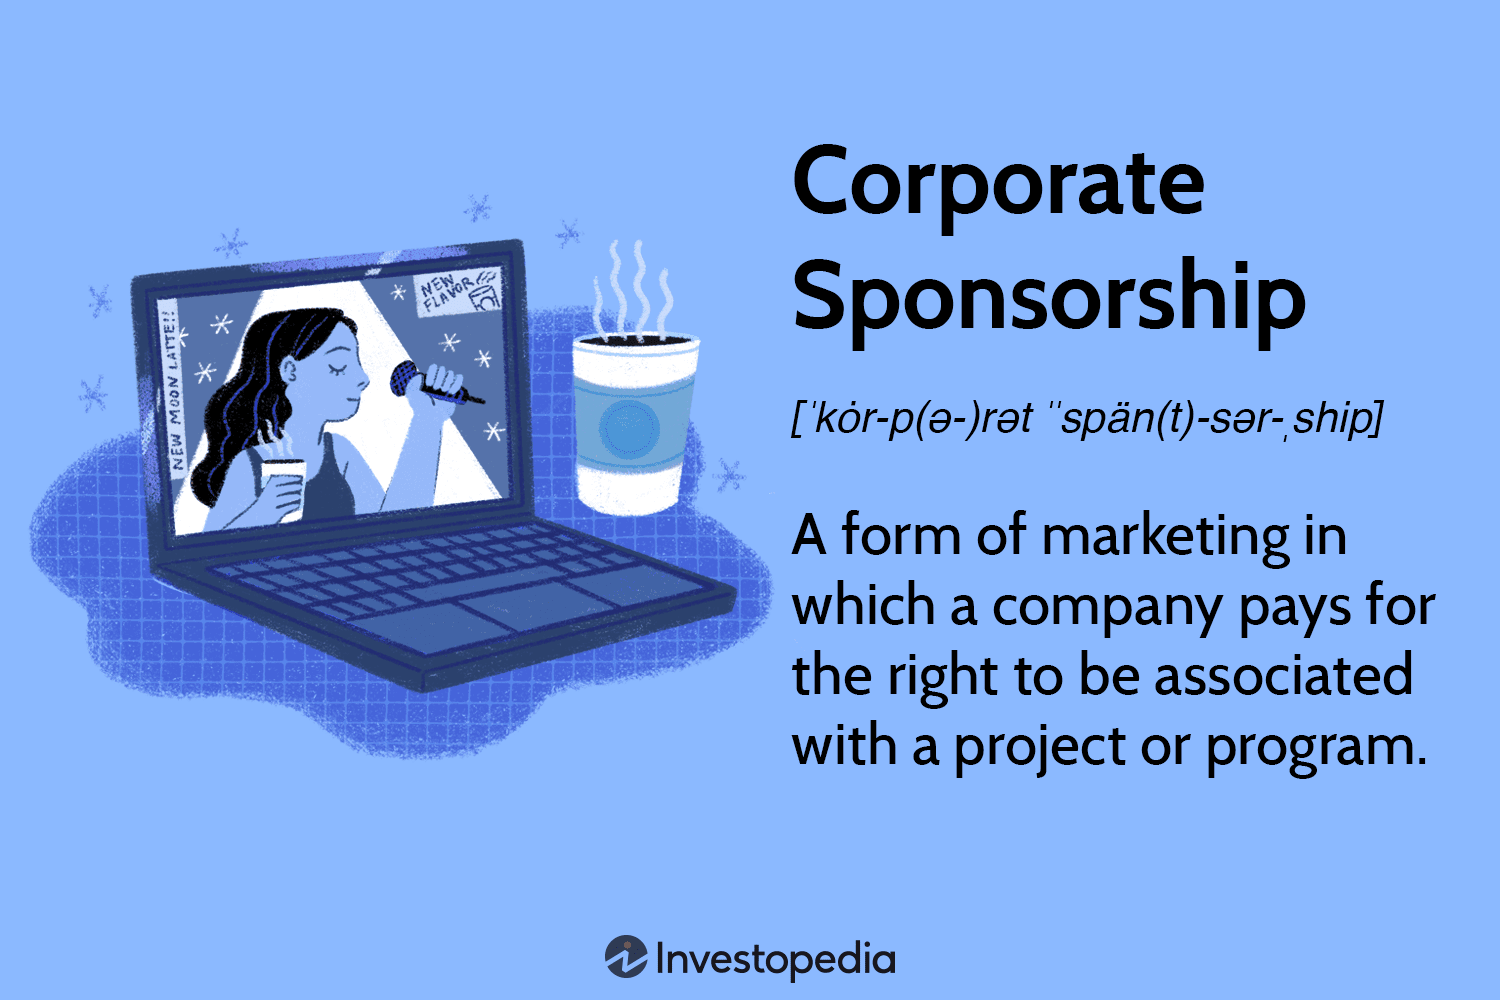 Corporate
Sponsorship
[ˈkȯr-p(ə-)rət ˈˈspän(t)-sər-ˌship]
A form of marketing in
which a company pays for
the right to be associated
with a project or program.
NEW MOON LATTE!!
NEW
FLAVOR
Investopedia